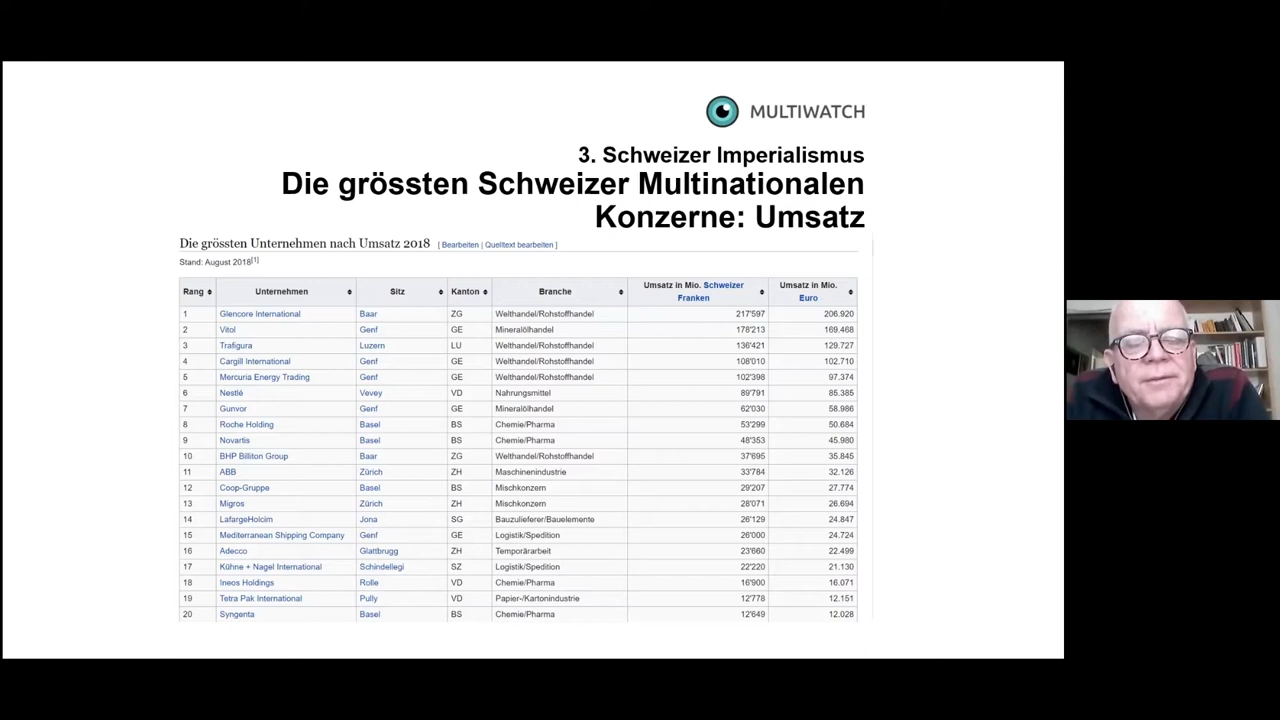 MULTIWATCH
3. Schweizer Imperialismus
Die grössten Schweizer Multinationalen
Konzerne: Umsatz
Die grössten Unternehmen nach Umsatz 2018 [ Bearbeiten | Quelltext bearbeiten ]
Stand: August 2018[1]
Rang Unternehmen Sitz Kanton Branche Umsatz in Mio. Schweizer Franken Umsatz in Mio. Euro
1 Glencore International Baar ZG Welthandel/Rohstoffhandel 217'597 206.920
2 Vitol Genf GE Mineralölhandel 178'213 169.468
3 Trafigura Luzern LU Welthandel/Rohstoffhandel 136'421 129.727
4 Cargill International Genf GE Welthandel/Rohstoffhandel 108'010 102.710
5 Mercuria Energy Trading Genf GE Welthandel/Rohstoffhandel 102'398 97.374
6 Nestlé Vevey VD Nahrungsmittel 89'791 85.385
7 Gunvor Genf GE Mineralölhandel 62'030 58.986
8 Roche Holding Basel BS Chemie/Pharma 53'299 50.684
9 Novartis Basel BS Chemie/Pharma 48'353 45.980
10 BHP Billiton Group Baar ZG Welthandel/Rohstoffhandel 37'695 35.845
11 ABB Zürich ZH Maschinenindustrie 33'784 32.126
12 Coop-Gruppe Basel BS Mischkonzern 29'207 27.774
13 Migros Zürich ZH Mischkonzern 28'071 26.694
14 LafargeHolcim Jona SG Bauzulieferer/Bauelemente 26'129 24.847
15 Mediterranean Shipping Company Genf GE Logistik/Spedition 26'000 24.724
16 Adecco Glattbrugg ZH Temporärarbeit 23'660 22.499
17 Kühne + Nagel International Schindellegi SZ Logistik/Spedition 22'220 21.130
18 Ineos Holdings Rolle VD Chemie/Pharma 16'900 16.071
19 Tetra Pak International Pully VD Papier-/Kartonindustrie 12'778 12.151
20 Syngenta Basel BS Chemie/Pharma 12'649 12.028